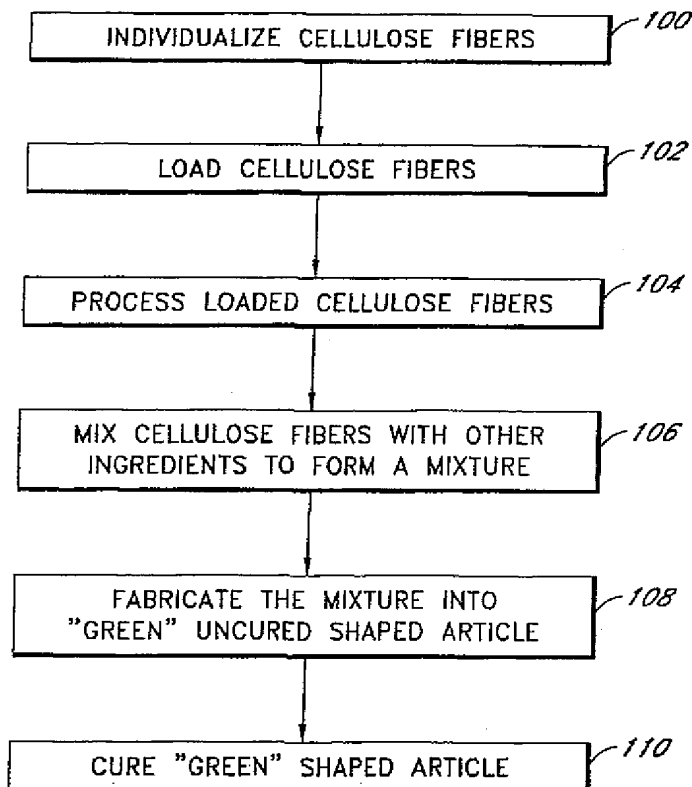 INDIVIDUALIZE CELLULOSE FIBERS
100
LOAD CELLULOSE FIBERS
102
PROCESS LOADED CELLULOSE FIBERS
104
MIX CELLULOSE FIBERS WITH OTHER
INGREDIENTS TO FORM A MIXTURE
106
FABRICATE THE MIXTURE INTO
"GREEN" UNCURED SHAPED ARTICLE
108
CURE "GREEN" SHAPED ARTICLE
110